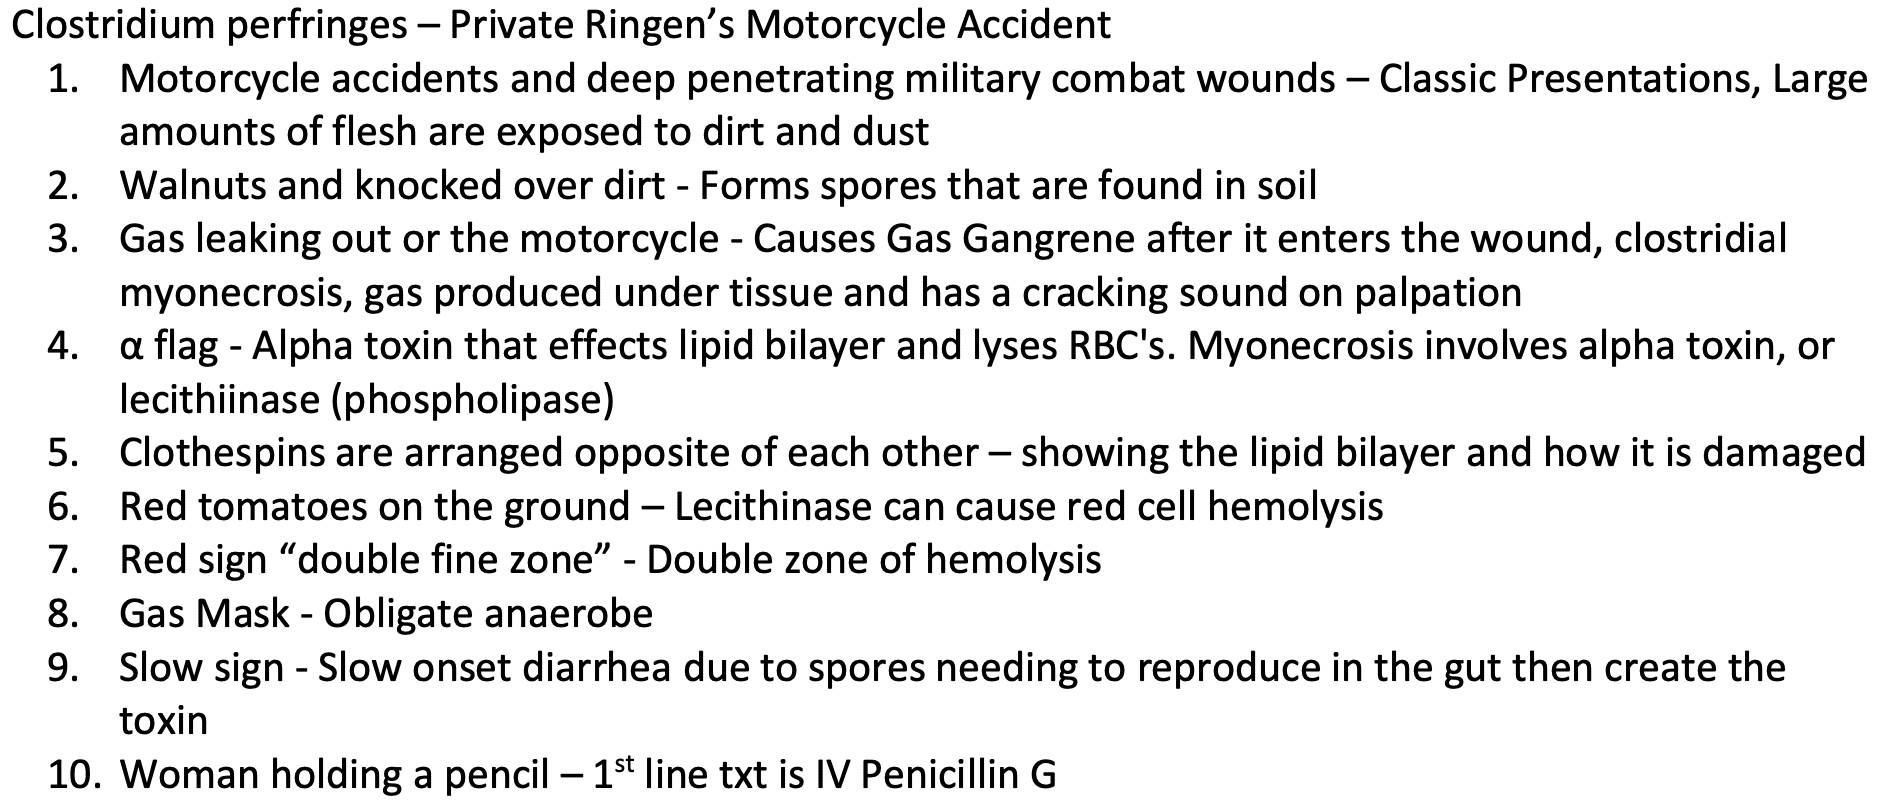 Clostridium perfringes – Private Ringen’s Motorcycle Accident
1. Motorcycle accidents and deep penetrating military combat wounds – Classic Presentations, Large
amounts of flesh are exposed to dirt and dust
2. Walnuts and knocked over dirt - Forms spores that are found in soil
3. Gas leaking out or the motorcycle - Causes Gas Gangrene after it enters the wound, clostridial
myonecrosis, gas produced under tissue and has a cracking sound on palpation
4. α flag - Alpha toxin that effects lipid bilayer and lyses RBC's. Myonecrosis involves alpha toxin, or
lecithiinase (phospholipase)
5. Clothespins are arranged opposite of each other – showing the lipid bilayer and how it is damaged
6. Red tomatoes on the ground – Lecithinase can cause red cell hemolysis
7. Red sign “double fine zone” - Double zone of hemolysis
8. Gas Mask - Obligate anaerobe
9. Slow sign - Slow onset diarrhea due to spores needing to reproduce in the gut then create the
toxin
10. Woman holding a pencil – 1st line txt is IV Penicillin G